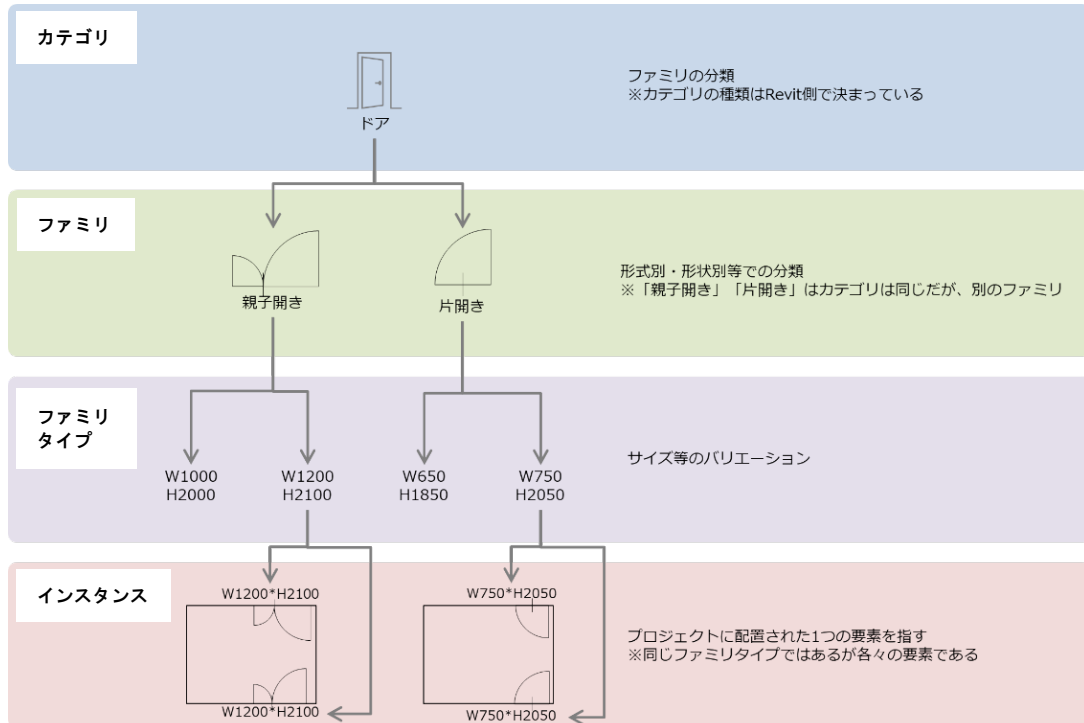 カテゴリ
ドア
ファミリの分類
※カテゴリの種類はRevit側で決まっている
ファミリ
親子開き
片開き
形式別・形状別等での分類
※「親子開き」「片開き」はカテゴリは同じだが、別のファミリ
ファミリ
タイプ
W1000
H2000
W1200
H2100
W650
H1850
W750
H2050
サイズ等のバリエーション
インスタンス
W1200*H2100
W750*H2050
プロジェクトに配置された1つの要素を指す
※同じファミリタイプではあるが各々の要素である
W1200*H2100
W750*H2050